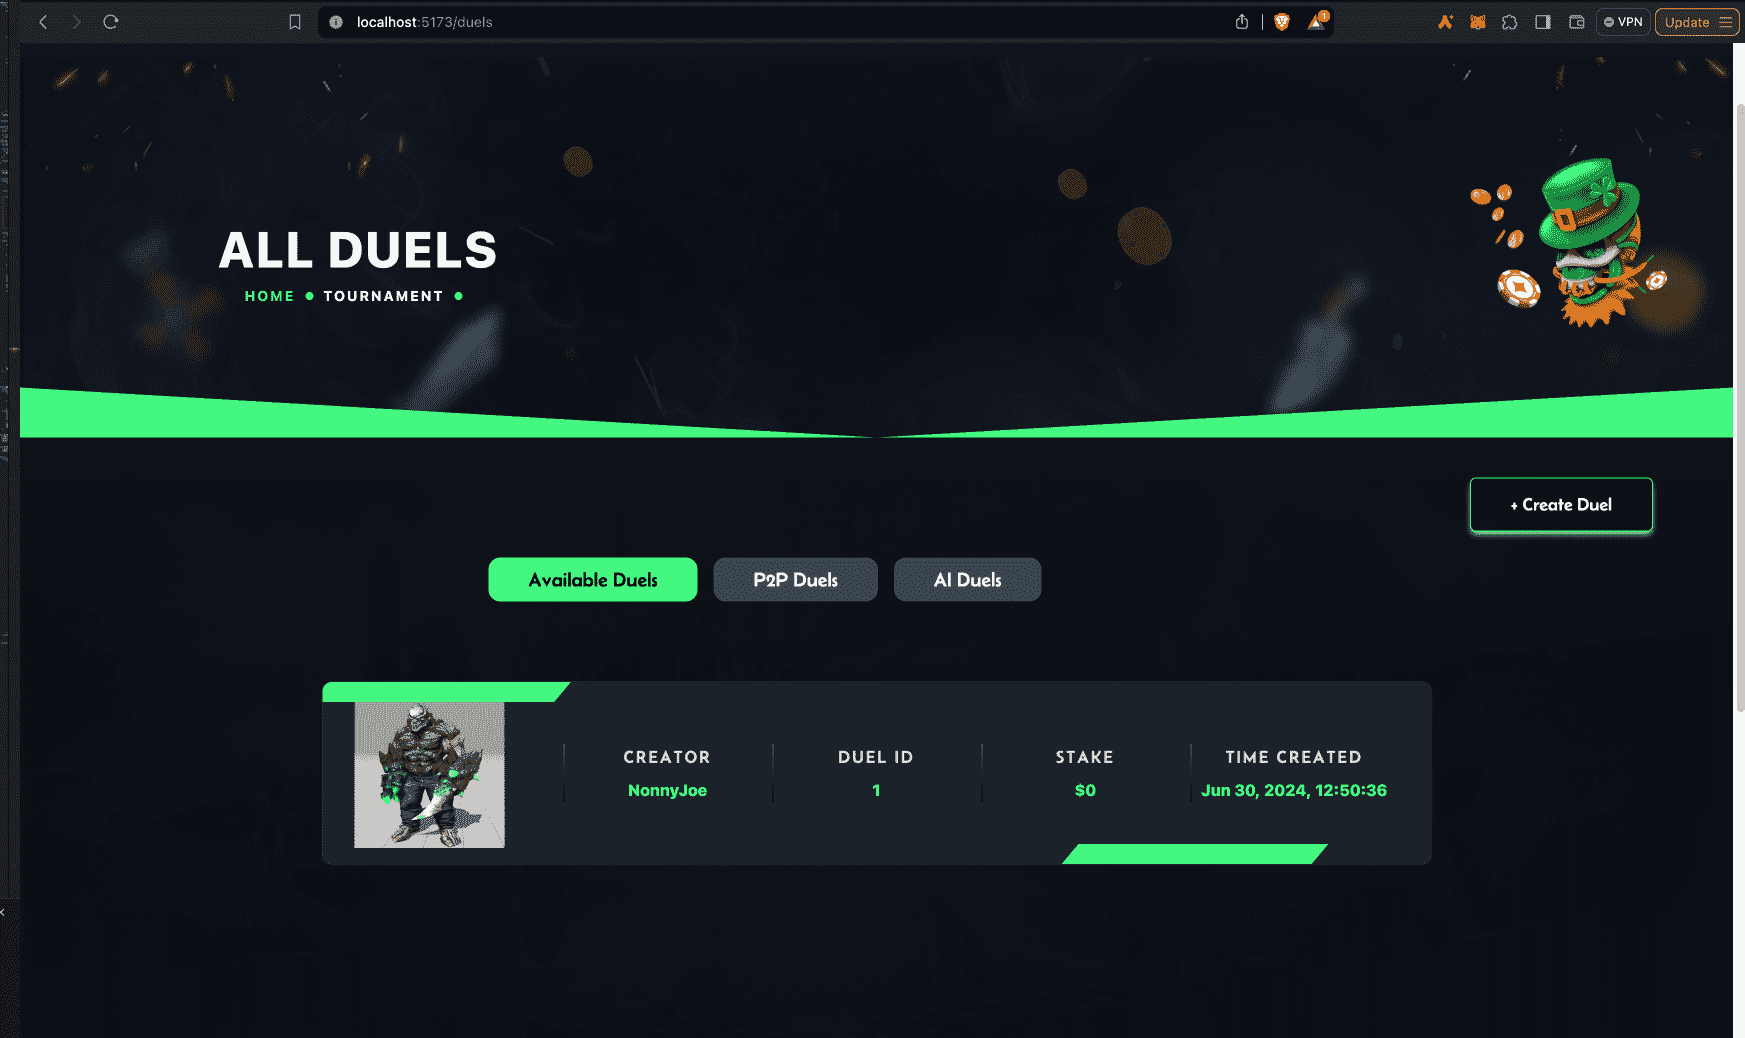 localhost:5173/duels
1
VPN
Update
ALL DUELS
HOME ● TOURNAMENT ●
+ Create Duel
Available Duels
P2P Duels
AI Duels
CREATOR
NonnyJoe
DUEL ID
1
STAKE
$0
TIME CREATED
Jun 30, 2024, 12:50:36